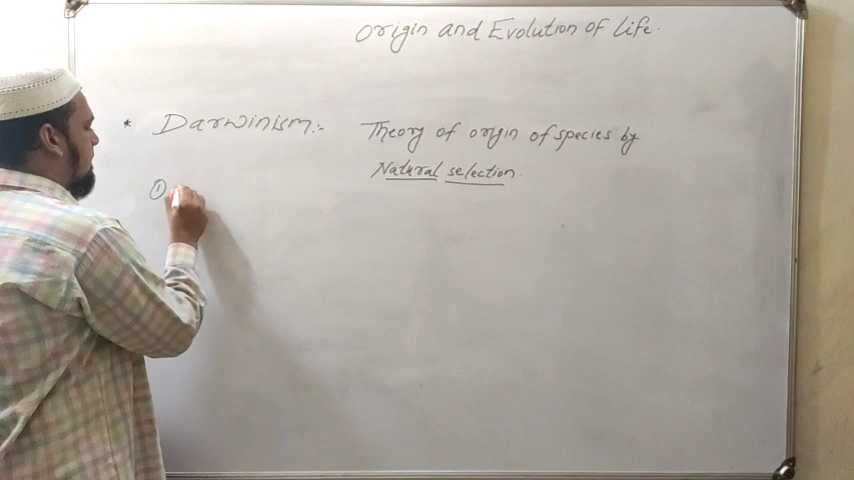 Origin and Evolution of Life.
* Darwinism:- Theory of origin of species by
Natural selection.
①